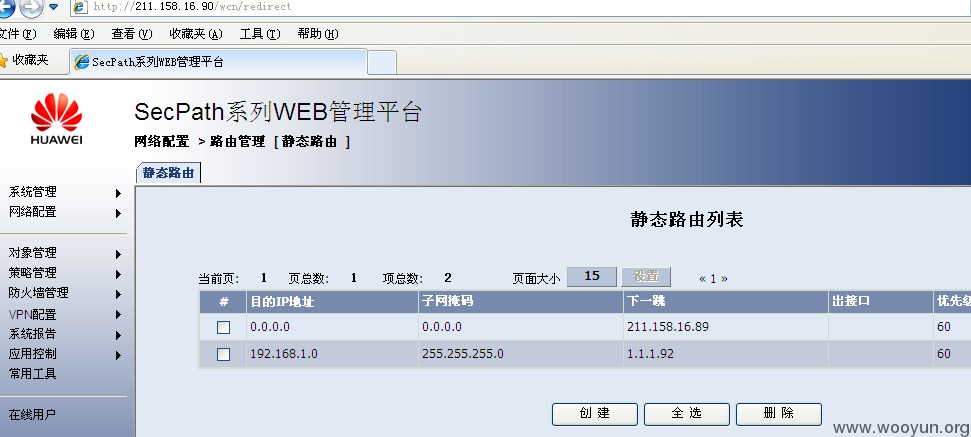 http://211.158.16.90/wcn/redirect
文件(F) 编辑(E) 查看(V) 收藏夹(A) 工具(T) 帮助(H)
收藏夹 SecPath系列WEB管理平台
HUAWEI
SecPath系列WEB管理平台
网络配置 > 路由管理 [ 静态路由 ]
静态路由
系统管理
网络配置
对象管理
策略管理
防火墙管理
VPN配置
系统报告
应用控制
常用工具
在线用户
静态路由列表
当前页: 1 页总数: 1 项总数: 2 页面大小 15 设置 « 1 »
# 目的IP地址 子网掩码 下一跳 出接口 优先级
0.0.0.0 0.0.0.0 211.158.16.89 60
192.168.1.0 255.255.255.0 1.1.1.92 60
创建 全选 删除
www.wooyun.org